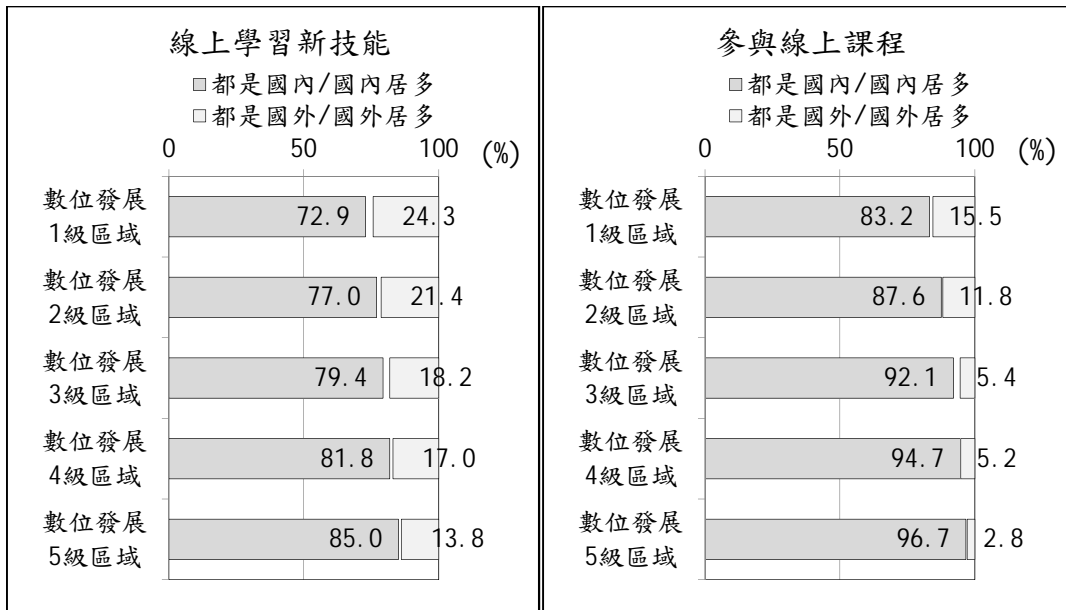 線上學習新技能
都是國內/國內居多
都是國外/國外居多
0 50 100 (%)
數位發展
1級區域
72.9 24.3
數位發展
2級區域
77.0 21.4
數位發展
3級區域
79.4 18.2
數位發展
4級區域
81.8 17.0
數位發展
5級區域
85.0 13.8
參與線上課程
都是國內/國內居多
都是國外/國外居多
0 50 100 (%)
數位發展
1級區域
83.2 15.5
數位發展
2級區域
87.6 11.8
數位發展
3級區域
92.1 5.4
數位發展
4級區域
94.7 5.2
數位發展
5級區域
96.7 2.8